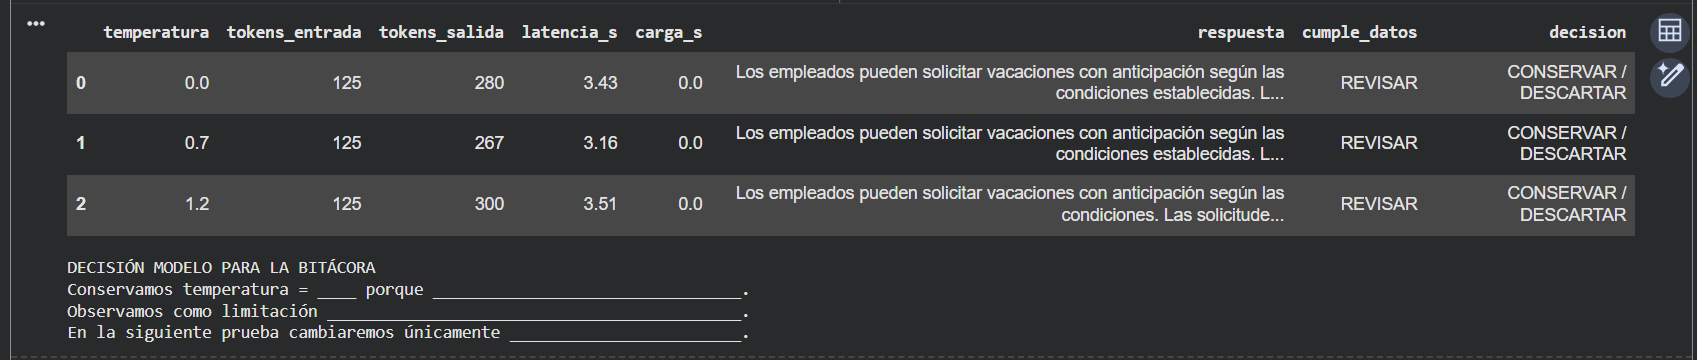 •••
temperatura tokens_entrada tokens_salida latencia_s carga_s respuesta cumple_datos decision
0 0.0 125 280 3.43 0.0 Los empleados pueden solicitar vacaciones con anticipación según las condiciones establecidas. L... REVISAR CONSERVAR / DESCARTAR
1 0.7 125 267 3.16 0.0 Los empleados pueden solicitar vacaciones con anticipación según las condiciones establecidas. L... REVISAR CONSERVAR / DESCARTAR
2 1.2 125 300 3.51 0.0 Los empleados pueden solicitar vacaciones con anticipación según las condiciones. Las solicitude... REVISAR CONSERVAR / DESCARTAR
DECISIÓN MODELO PARA LA BITÁCORA
Conservamos temperatura = ____ porque ________________________________.
Observamos como limitación ___________________________________________.
En la siguiente prueba cambiaremos únicamente ________________________.